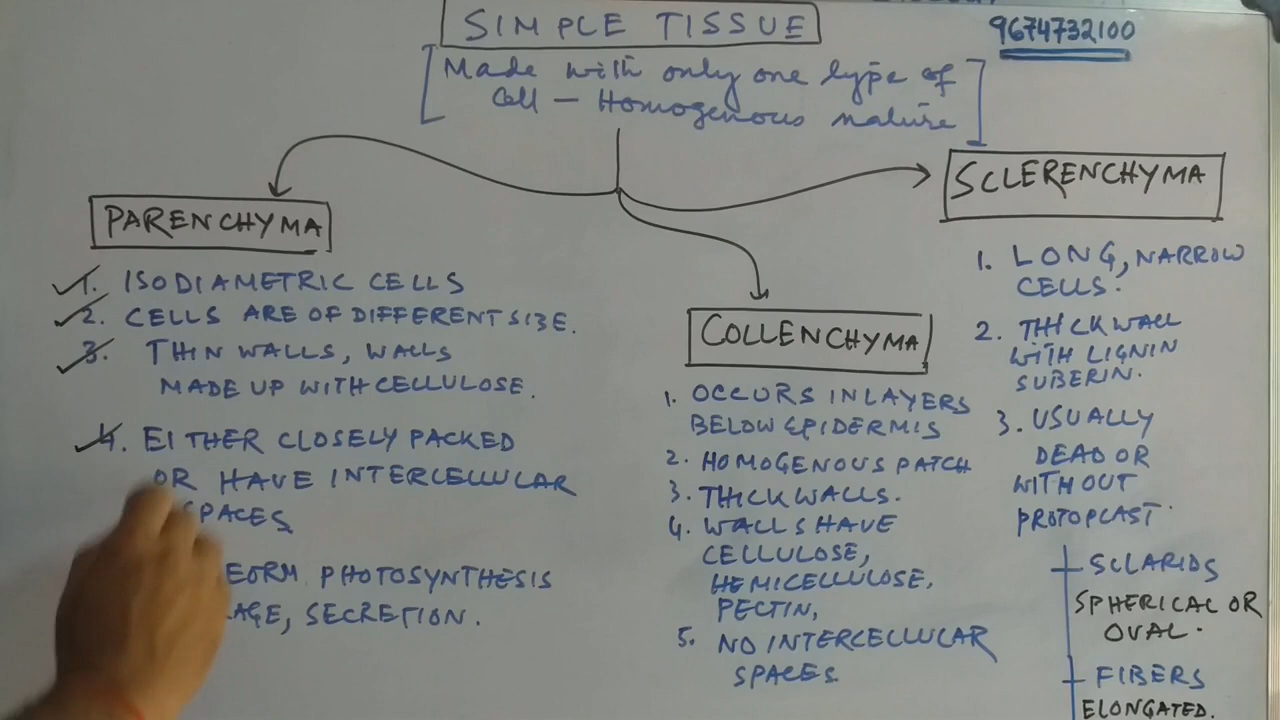 SIMPLE TISSUE
9674732100
[Made with only one type of
Cell - Homogenous nature]
PARENCHYMA
1. ISODIAMETRIC CELLS
2. CELLS ARE OF DIFFERENT SIZE.
3. THIN WALLS, WALLS
MADE UP WITH CELLULOSE.
4. EITHER CLOSELY PACKED
OR HAVE INTERCELLULAR
SPACES
FORM PHOTOSYNTHESIS
AGE, SECRETION.
COLLENCHYMA
1. OCCURS IN LAYERS
BELOW EPIDERMIS
2. HOMOGENOUS PATCH
3. THICK WALLS.
4. WALLS HAVE
CELLULOSE,
HEMICELLULOSE,
PECTIN,
5. NO INTERCELLULAR
SPACES
SCLERENCHYMA
1. LONG, NARROW
CELLS.
2. THICK WALL
WITH LIGNIN
SUBERIN.
3. USUALLY
DEAD OR
WITHOUT
PROTOPLAST.
SCLARIDS
SPHERICAL OR
OVAL.
FIBERS
ELONGATED.